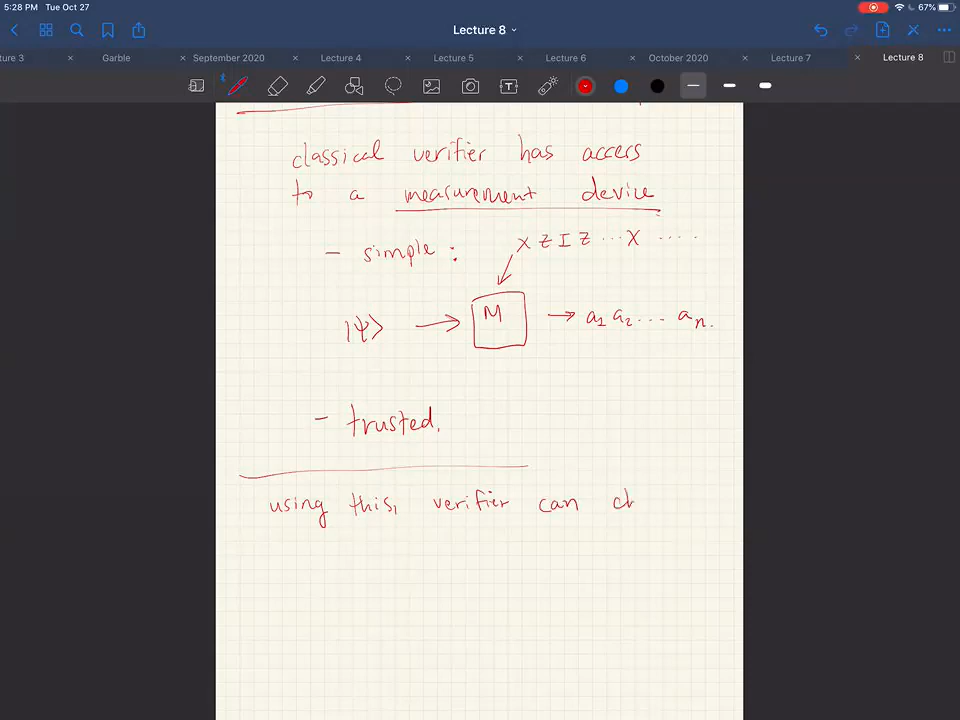 5:28 PM Tue Oct 27
67%
Lecture 8
ture 3
Garble
September 2020
Lecture 4
Lecture 5
Lecture 6
October 2020
Lecture 7
Lecture 8
classical verifier has access
to a measurement device
- simple :
X Z I Z ... X ....
|ψ⟩ → M → a1 a2 ... an.
- trusted.
using this, verifier can ch